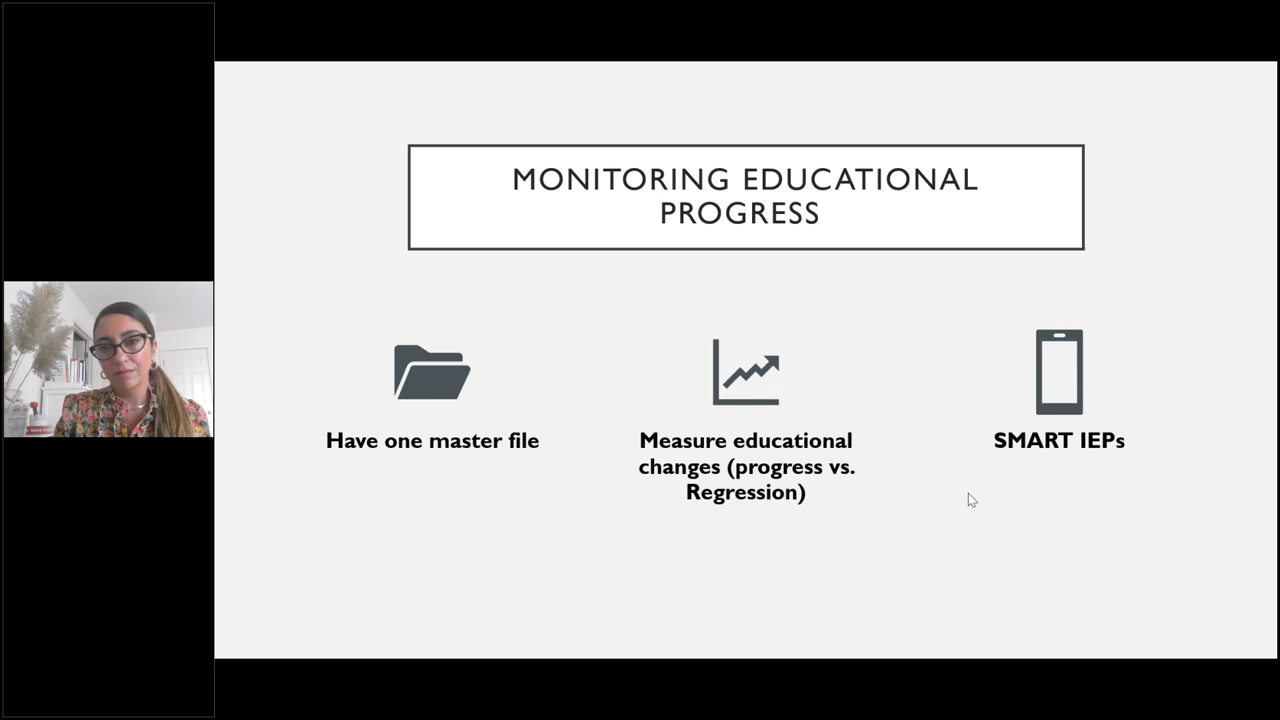 MONITORING EDUCATIONAL
PROGRESS
Have one master file
Measure educational
changes (progress vs.
Regression)
SMART IEPs